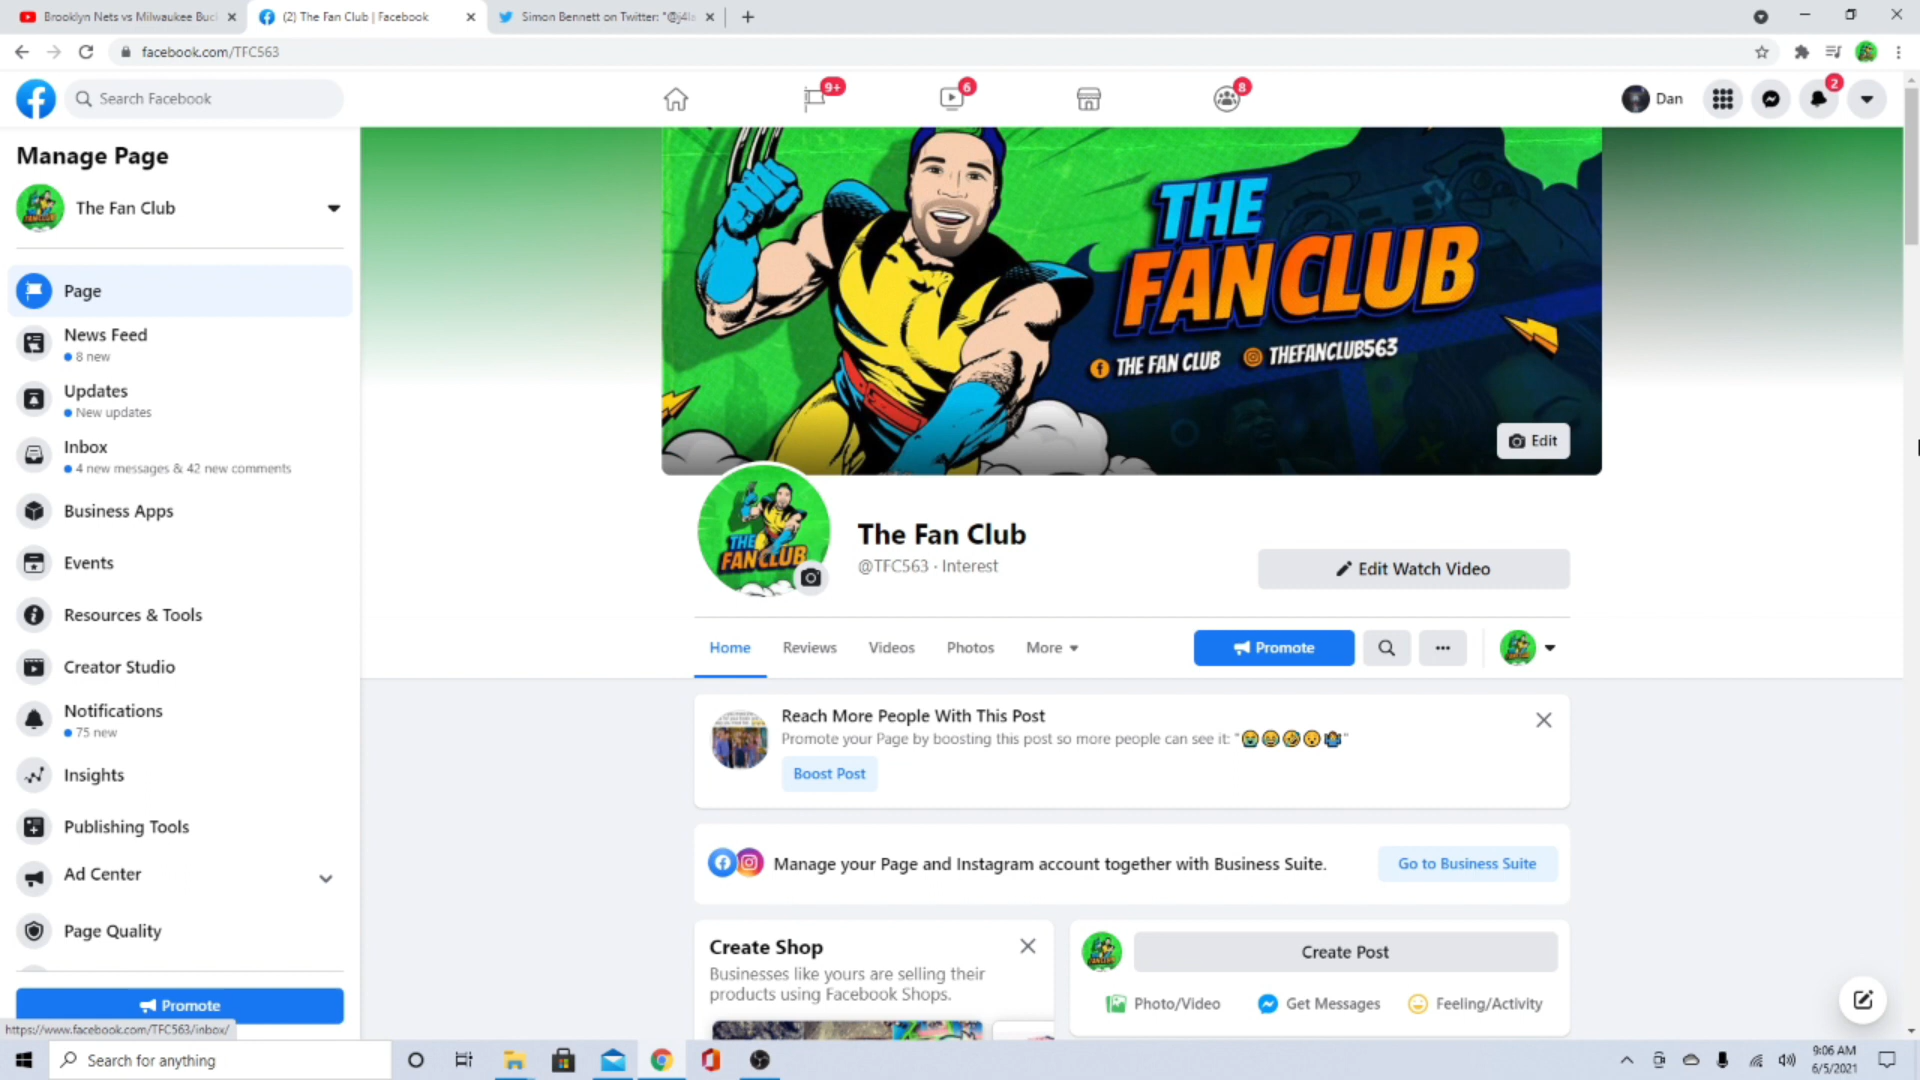 Brooklyn Nets vs Milwaukee Buc
(2) The Fan Club | Facebook
Simon Bennett on Twitter: "@j4l
facebook.com/TFC563
Search Facebook
9+
6
8
Dan
2
Manage Page
The Fan Club
Page
News Feed
8 new
Updates
New updates
Inbox
4 new messages & 42 new comments
Business Apps
Events
Resources & Tools
Creator Studio
Notifications
75 new
Insights
Publishing Tools
Ad Center
Page Quality
Promote
https://www.facebook.com/TFC563/inbox/
THE
FAN CLUB
THE FAN CLUB
THEFANCLUB563
Edit
THE
FAN CLUB
The Fan Club
@TFC563 · Interest
Edit Watch Video
Home
Reviews
Videos
Photos
More
Promote
Reach More People With This Post
Promote your Page by boosting this post so more people can see it: "😭😂🤣😯🤷"
Boost Post
Manage your Page and Instagram account together with Business Suite.
Go to Business Suite
Create Shop
Businesses like yours are selling their
products using Facebook Shops.
Create Post
Photo/Video
Get Messages
Feeling/Activity
Search for anything
9:06 AM
6/5/2021